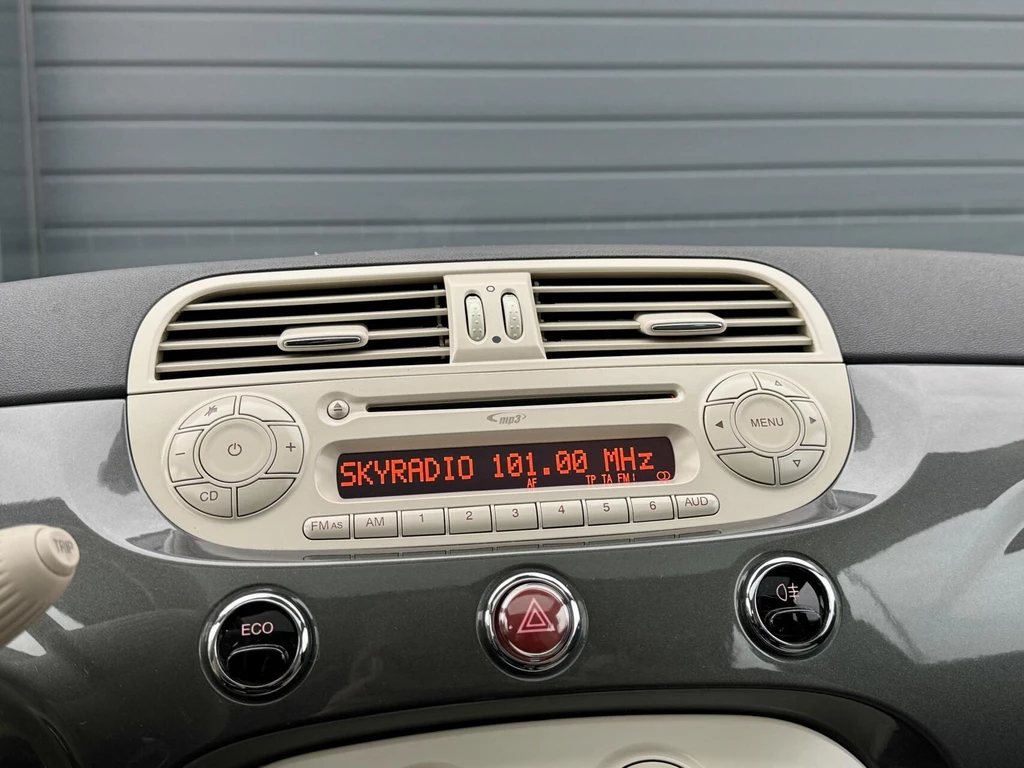 mp3
SKYRADIO 101.00 MHz
AF TP TA FM
+
-
CD
MENU
FM AS AM 1 2 3 4 5 6 AUD
TRIP
ECO